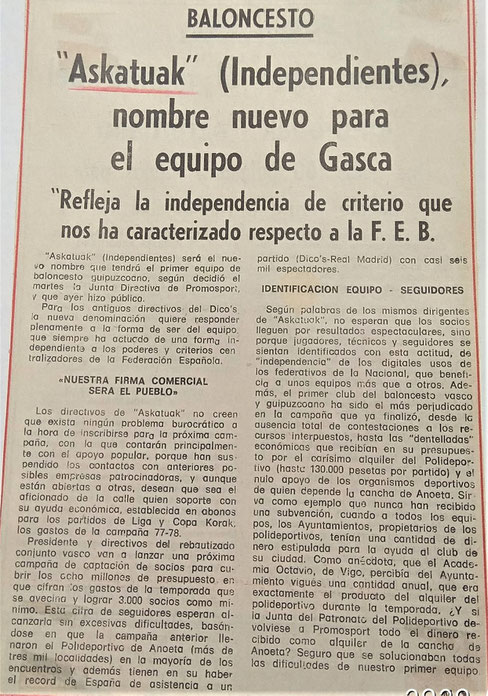 BALONCESTO
"Askatuak" (Independientes),
nombre nuevo para
el equipo de Gasca
"Refleja la independencia de criterio que
nos ha caracterizado respecto a la F. E. B.
"Askatuak" (Independientes) será el nue-
vo nombre que tendrá el primer equipo de
baloncesto guipuzcoano, según decidió el
martes la Junta Directiva de Promosport,
y que ayer hizo pública.
Para los antiguos directivos del Dico's
la nueva denominación quiere responder
plenamente a la forma de ser del equipo
que siempre ha actuado de una forma in-
dependiente a los poderes y criterios cen
tralizadores de la Federación Española.
«NUESTRA FIRMA COMERCIAL
SERA EL PUEBLO»
Los directivos de "Askatuak" no creen
que exista ningún problema burocrático a
la hora de inscribirse para la próxima cam-
paña, con la que contarán principalmen-
te con el apoyo popular, porque han sus-
pendido los contactos con anteriores po-
sibles empresas patrocinadoras, y aunque
están abiertas a otras, desean que sea el
aficionado de la calle quien soporte con
su ayuda económica, establecida en abonos
para los partidos de Liga y Copa Korak,
los gastos de la campaña 77-78.
Presidente y directivos del rebautizado
conjunto vasco van a lanzar una próxima
campaña de captación de socios para cu-
brir los ocho millones de presupuesto en
que cifran los gastos de la temporada que
se avecina y lograr 3.000 socios como mí-
nimo. Esta cifra de seguidores esperan al-
canzarla sin excesivas dificultades, basán-
dose en que la campaña anterior lle-
naron el Polideportivo de Anoeta (más de
tres mil localidades) en la mayoría de los
encuentros y además tienen en su haber
el record de España de asistencia a un
partido (Dico's-Real Madrid) con casi seis
mil espectadores.
IDENTIFICACION EQUIPO - SEGUIDORES
Según palabras de los mismos dirigentes
de "Askatuak", no esperan que los socios
lleguen por resultados espectaculares, sino
porque jugadores, técnicos y seguidores se
sientan identificados con esta actitud, de
"independencia" de los digitales usos de
los federativos de la Nacional, que benefi-
cia a unos equipos más que a otros. Ade-
más, el primer club del baloncesto vasco
y guipuzcoano ha sido el más perjudicado
en la campaña que ya finalizó, desde la
ausencia total de contestaciones a los re-
cursos interpuestos, hasta las "dentelladas"
económicas que recibían en su presupues-
to por el carísimo alquiler del Polideporti-
vo (hasta 130.000 pesetas por partido) y el
nulo apoyo de los organismos deportivos
de quien depende la cancha de Anoeta. Sir-
va como ejemplo que nunca han recibido
una subvención, cuando a todos los equi-
pos, los Ayuntamientos, propietarios de los
polideportivos, tenían una cantidad de di-
nero estipulada para la ayuda al club de
su ciudad. Como anécdota, que el Acade-
mia Octavio, de Vigo, percibía del Ayunta-
miento vigués una cantidad anual, que era
exactamente el producto del alquiler del
polideportivo durante la temporada, ¿Y si
la Junta del Patronato del Polideportivo de-
volviese a Promosport todo el dinero re-
cibido como alquiler de la cancha de
Anoeta? Seguro que se solucionaban todas
las dificultades de nuestro primer equipo